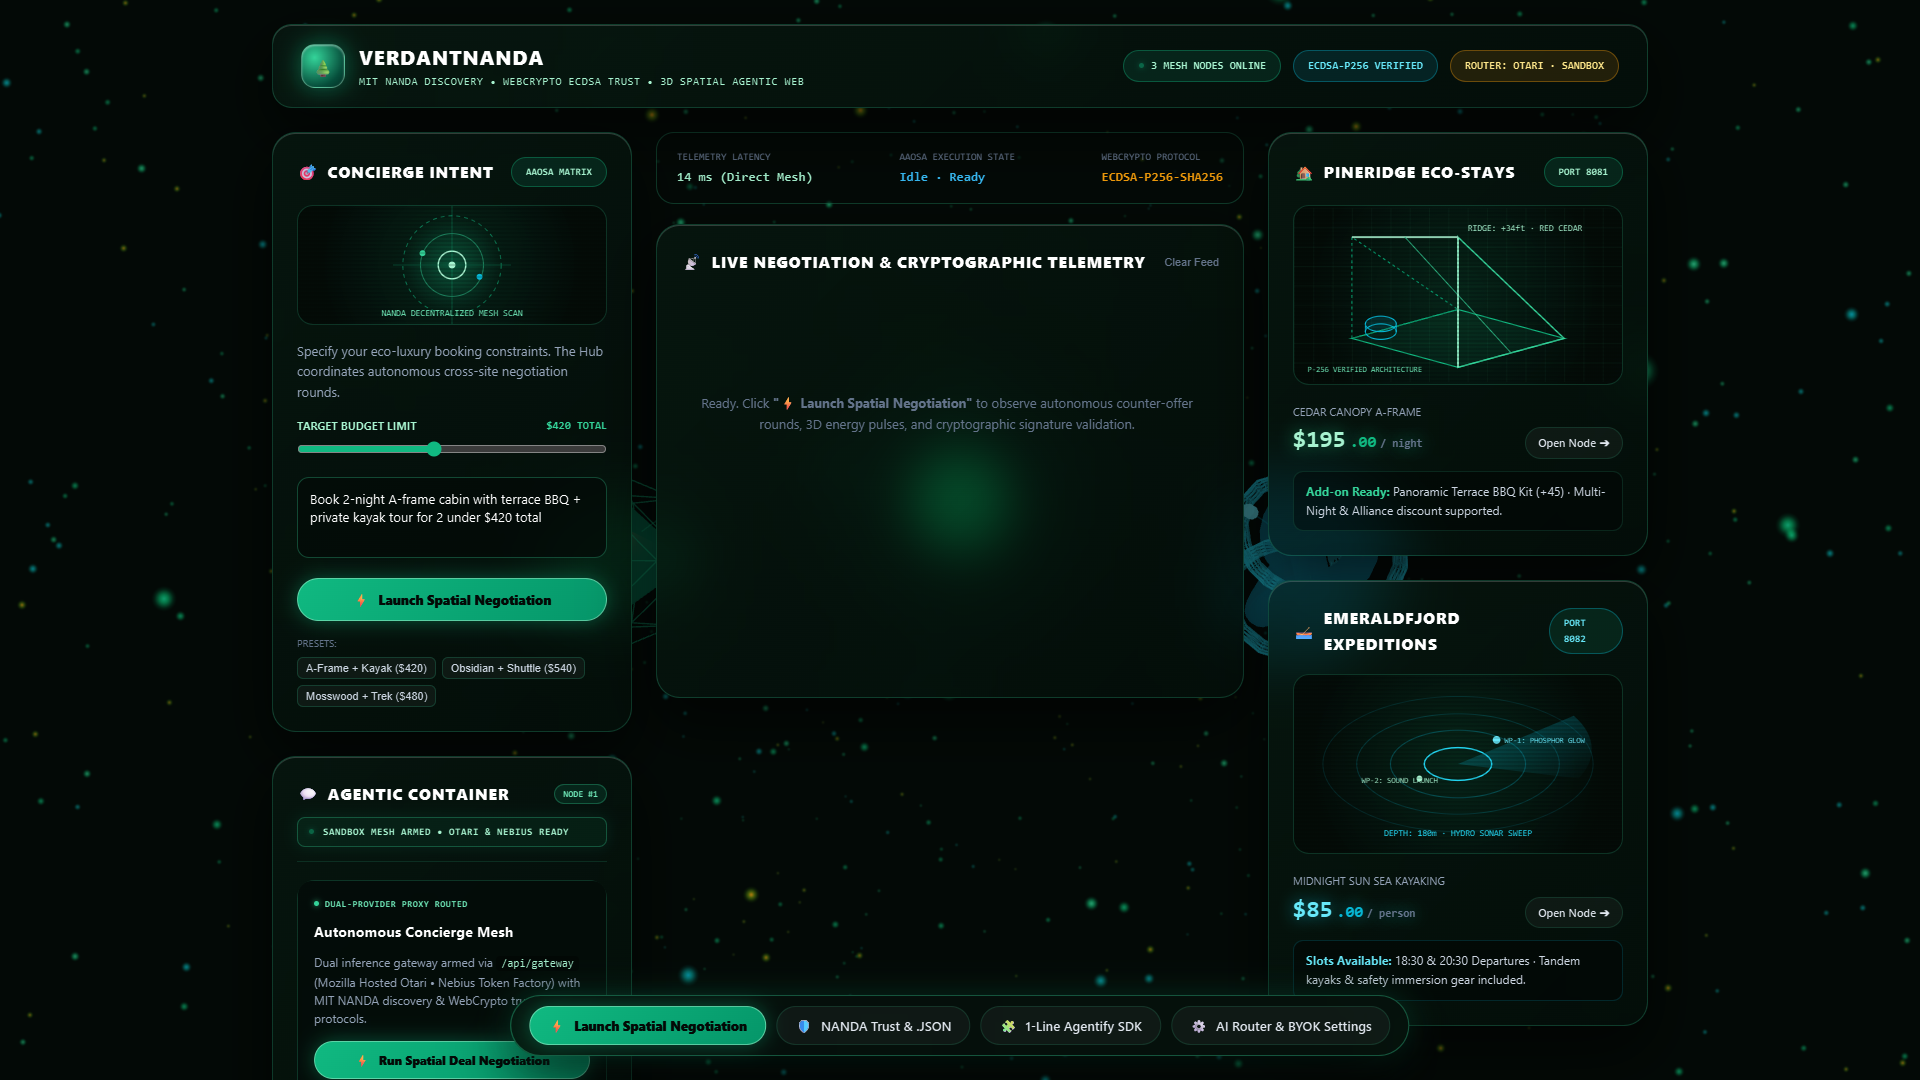 VERDANTNANDA
MIT NANDA DISCOVERY • WEBCRYPTO ECDSA TRUST • 3D SPATIAL AGENTIC WEB
3 MESH NODES ONLINE
ECDSA-P256 VERIFIED
ROUTER: OTARI · SANDBOX
CONCIERGE INTENT
AAOSA MATRIX
NANDA DECENTRALIZED MESH SCAN
Specify your eco-luxury booking constraints. The Hub
coordinates autonomous cross-site negotiation
rounds.
TARGET BUDGET LIMIT
$420 TOTAL
Book 2-night A-frame cabin with terrace BBQ +
private kayak tour for 2 under $420 total
Launch Spatial Negotiation
PRESETS:
A-Frame + Kayak ($420)
Obsidian + Shuttle ($540)
Mosswood + Trek ($480)
AGENTIC CONTAINER
NODE #1
SANDBOX MESH ARMED • OTARI & NEBIUS READY
DUAL-PROVIDER PROXY ROUTED
Autonomous Concierge Mesh
Dual inference gateway armed via /api/gateway
(Mozilla Hosted Otari • Nebius Token Factory) with
MIT NANDA discovery & WebCrypto
protocols.
Run Spatial Deal Negotiation
TELEMETRY LATENCY
14 ms (Direct Mesh)
AAOSA EXECUTION STATE
Idle · Ready
WEBCRYPTO PROTOCOL
ECDSA-P256-SHA256
LIVE NEGOTIATION & CRYPTOGRAPHIC TELEMETRY
Clear Feed
Ready. Click "⚡ Launch Spatial Negotiation" to observe autonomous counter-offer
rounds, 3D energy pulses, and cryptographic signature validation.
PINERIDGE ECO-STAYS
PORT 8081
RIDGE: +34ft · RED CEDAR
P-256 VERIFIED ARCHITECTURE
CEDAR CANOPY A-FRAME
$195.00 / night
Open Node ➔
Add-on Ready: Panoramic Terrace BBQ Kit (+45) · Multi-
Night & Alliance discount supported.
EMERALDFJORD
EXPEDITIONS
PORT
8082
WP-1: PHOSPHOR GLOW
WP-2: SOUND LAUNCH
DEPTH: 180m · HYDRO SONAR SWEEP
MIDNIGHT SUN SEA KAYAKING
$85.00 / person
Open Node ➔
Slots Available: 18:30 & 20:30 Departures · Tandem
kayaks & safety immersion gear included.
Launch Spatial Negotiation
NANDA Trust & .JSON
1-Line Agentify SDK
AI Router & BYOK Settings